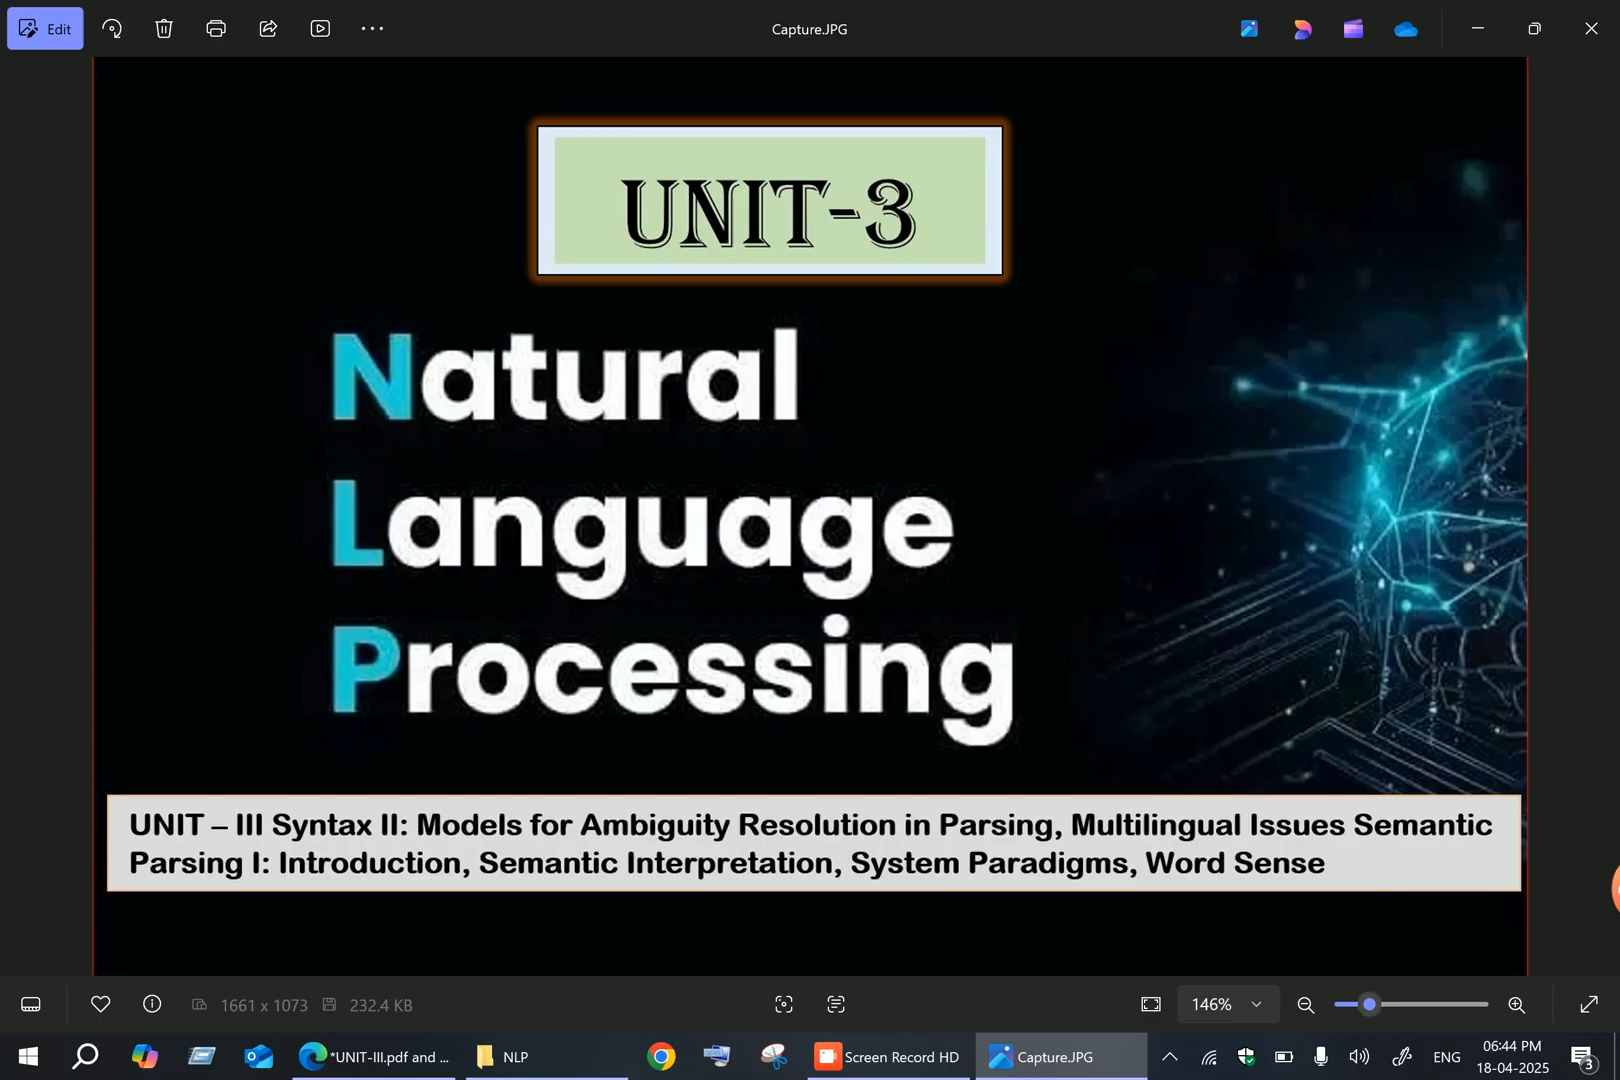 Edit
Capture.JPG
UNIT-3
Natural
Language
Processing
UNIT – III Syntax II: Models for Ambiguity Resolution in Parsing, Multilingual Issues Semantic
Parsing I: Introduction, Semantic Interpretation, System Paradigms, Word Sense
1661 x 1073 232.4 KB 146%
*UNIT-III.pdf and ... NLP Screen Record HD Capture.JPG ENG 06:44 PM
18-04-2025 3